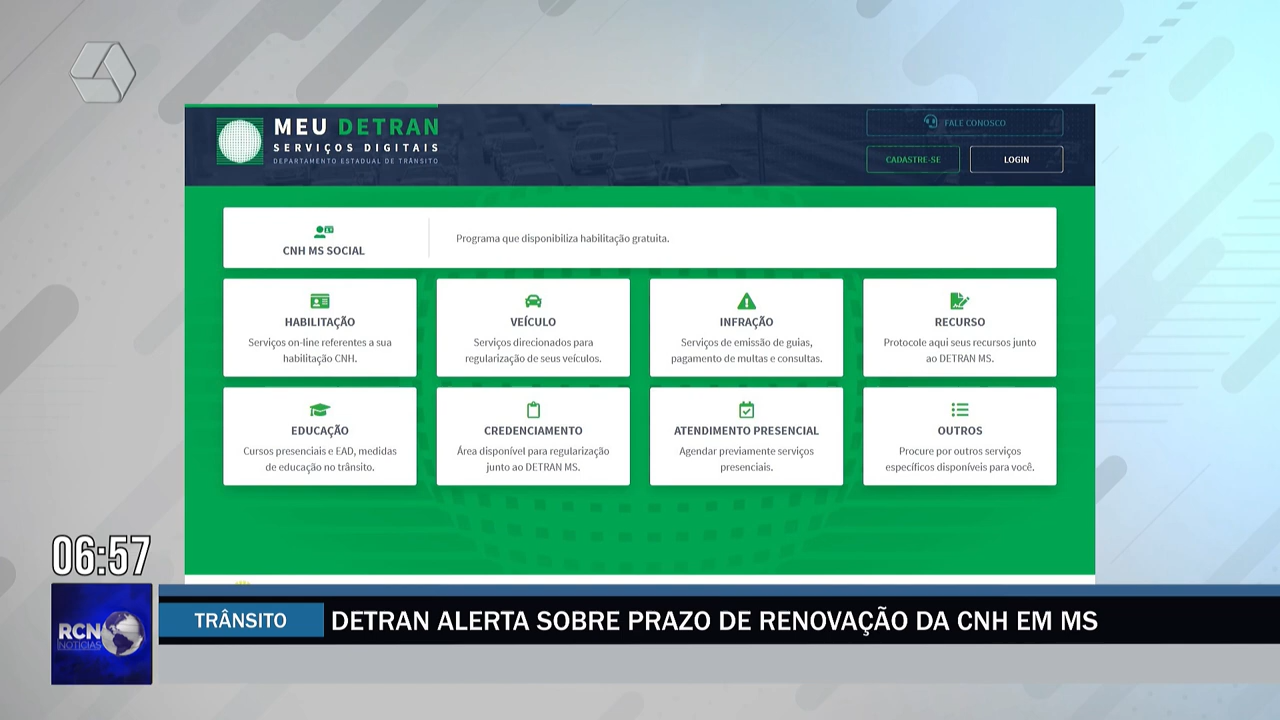 MEU DETRAN
SERVIÇOS DIGITAIS
DEPARTAMENTO ESTADUAL DE TRÂNSITO
FALE CONOSCO
CADASTRE-SE
LOGIN
CNH MS SOCIAL
Programa que disponibiliza habilitação gratuita.
HABILITAÇÃO
Serviços on-line referentes a sua
habilitação CNH.
VEÍCULO
Serviços direcionados para
regularização de seus veículos.
INFRAÇÃO
Serviços de emissão de guias,
pagamento de multas e consultas.
RECURSO
Protocole aqui seus recursos junto
ao DETRAN MS.
EDUCAÇÃO
Cursos presenciais e EAD, medidas
de educação no trânsito.
CREDENCIAMENTO
Área disponível para regularização
junto ao DETRAN MS.
ATENDIMENTO PRESENCIAL
Agendar previamente serviços
presenciais.
OUTROS
Procure por outros serviços
específicos disponíveis para você.
06:57
RCN
NOTÍCIAS
TRÂNSITO
DETRAN ALERTA SOBRE PRAZO DE RENOVAÇÃO DA CNH EM MS